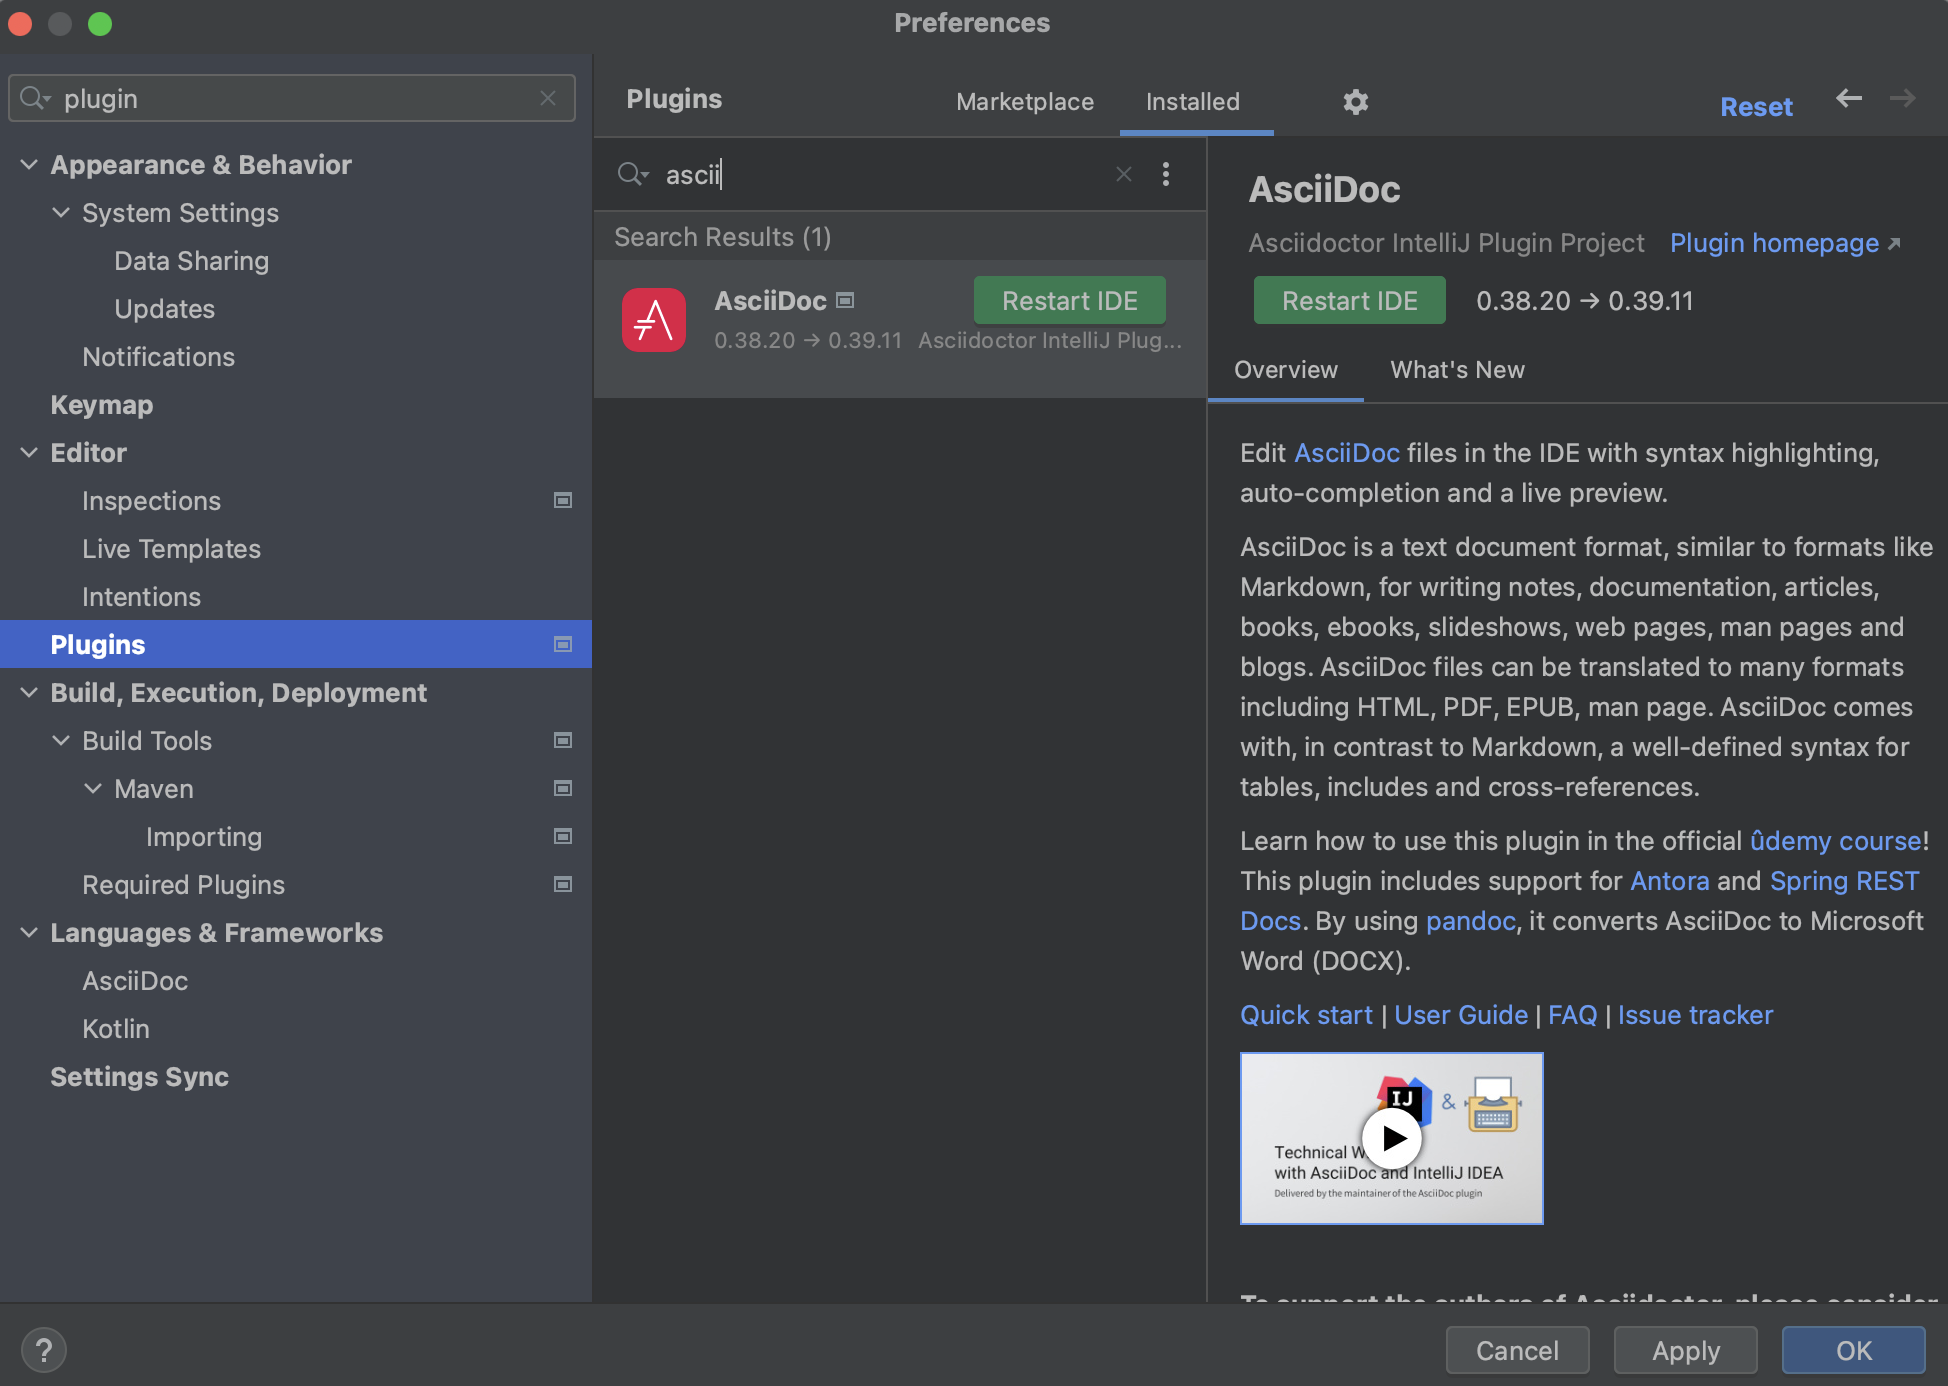 Preferences
plugin
Appearance & Behavior
System Settings
Data Sharing
Updates
Notifications
Keymap
Editor
Inspections
Live Templates
Intentions
Plugins
Build, Execution, Deployment
Build Tools
Maven
Importing
Required Plugins
Languages & Frameworks
AsciiDoc
Kotlin
Settings Sync
Plugins
Marketplace
Installed
Reset
ascii
Search Results (1)
AsciiDoc
Restart IDE
0.38.20 → 0.39.11 Asciidoctor IntelliJ Plug...
AsciiDoc
Asciidoctor IntelliJ Plugin Project Plugin homepage ↗
Restart IDE 0.38.20 → 0.39.11
Overview What's New
Edit AsciiDoc files in the IDE with syntax highlighting,
auto-completion and a live preview.
AsciiDoc is a text document format, similar to formats like
Markdown, for writing notes, documentation, articles,
books, ebooks, slideshows, web pages, man pages and
blogs. AsciiDoc files can be translated to many formats
including HTML, PDF, EPUB, man page. AsciiDoc comes
with, in contrast to Markdown, a well-defined syntax for
tables, includes and cross-references.
Learn how to use this plugin in the official ûdemy course!
This plugin includes support for Antora and Spring REST
Docs. By using pandoc, it converts AsciiDoc to Microsoft
Word (DOCX).
Quick start | User Guide | FAQ | Issue tracker
IJ &
Technical W
with AsciiDoc and IntelliJ IDEA
Delivered by the maintainer of the AsciiDoc plugin
To support the authors of Asciidoctor, please consider
?
Cancel
Apply
OK